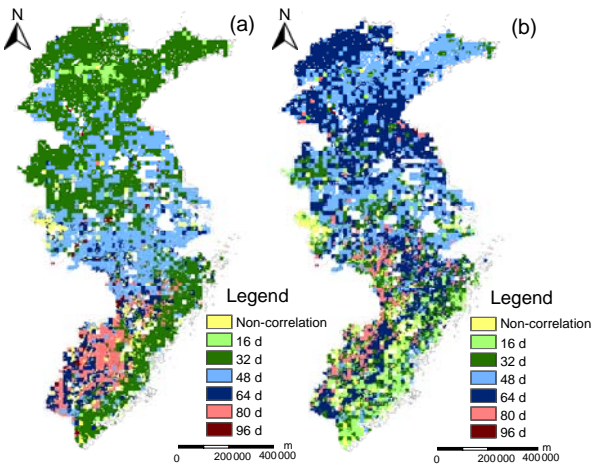 N
(a)
N
(b)
Legend
Non-correlation
16 d
32 d
48 d
64 d
80 d
96 d
m
0 200 000 400 000
Legend
Non-correlation
16 d
32 d
48 d
64 d
80 d
96 d
m
0 200 000 400 000